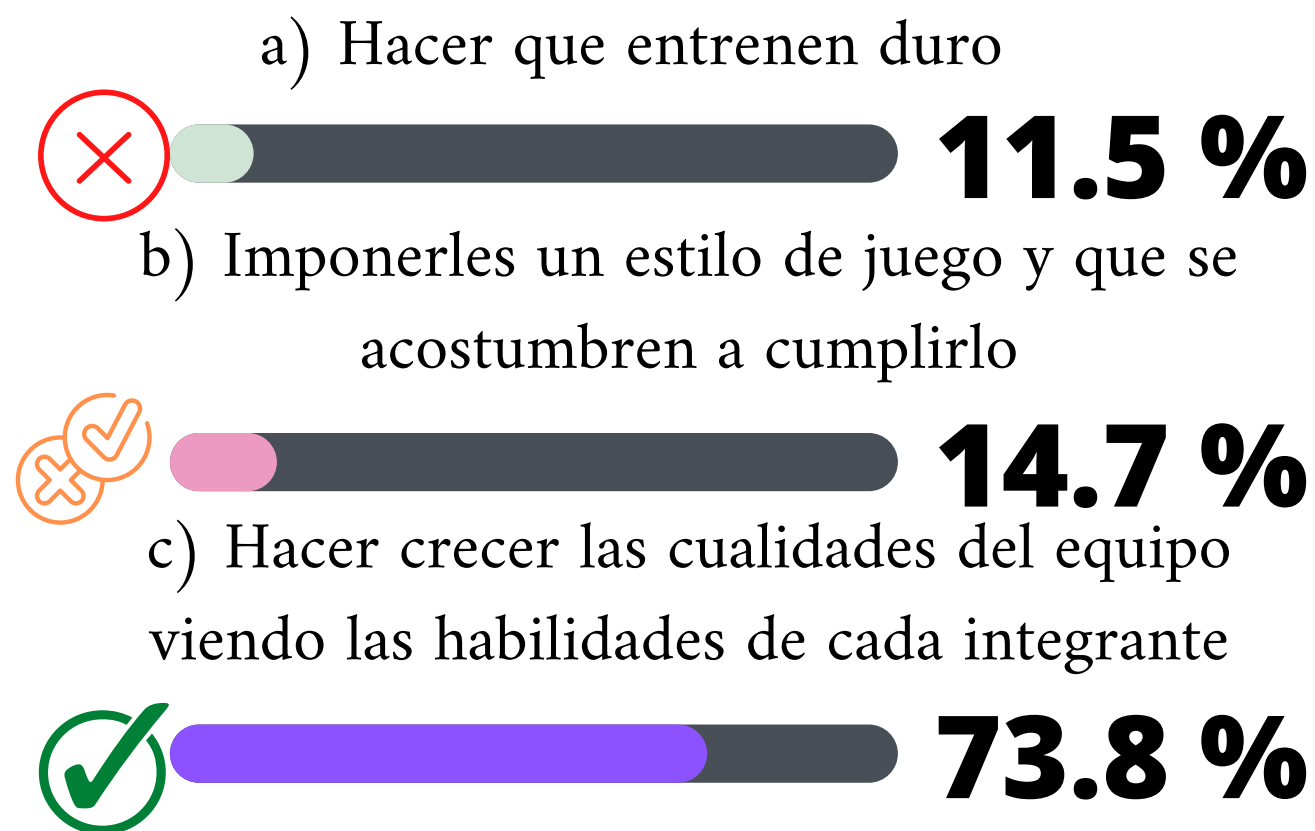 a) Hacer que entrenen duro
11.5 %
b) Imponerles un estilo de juego y que se
acostumbren a cumplirlo
14.7 %
c) Hacer crecer las cualidades del equipo
viendo las habilidades de cada integrante
73.8 %